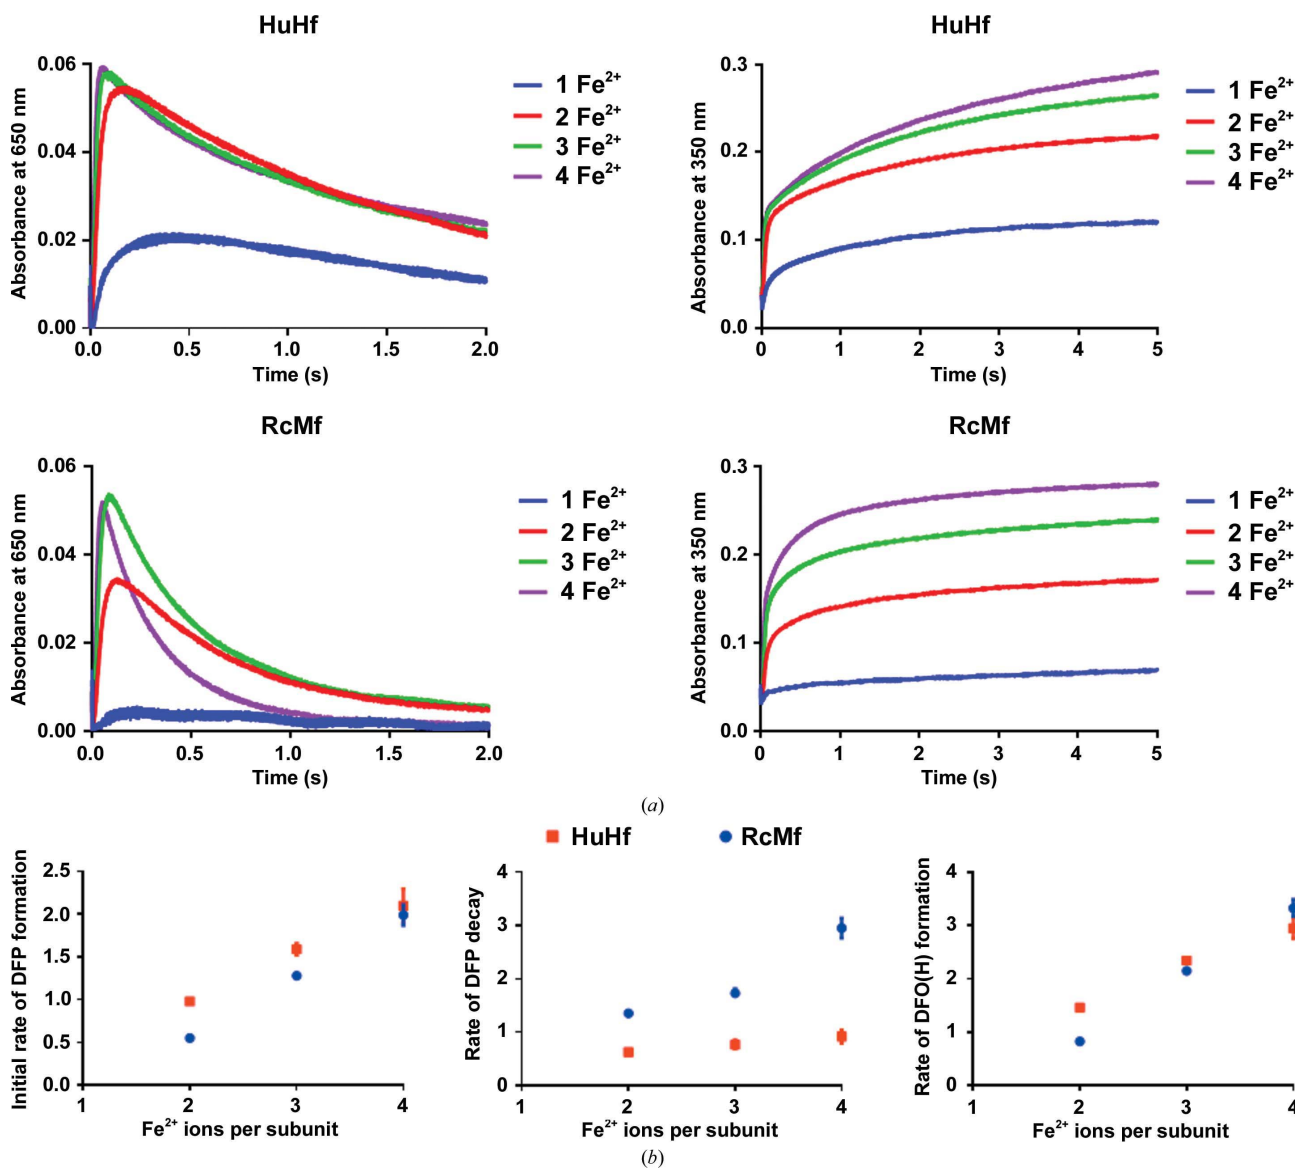 HuHf
Absorbance at 650 nm
0.06
0.04
0.02
0.00
0.0 0.5 1.0 1.5 2.0
Time (s)
1 Fe²⁺
2 Fe²⁺
3 Fe²⁺
4 Fe²⁺
HuHf
Absorbance at 350 nm
0.3
0.2
0.1
0.0
0 1 2 3 4 5
Time (s)
1 Fe²⁺
2 Fe²⁺
3 Fe²⁺
4 Fe²⁺
RcMf
Absorbance at 650 nm
0.06
0.04
0.02
0.00
0.0 0.5 1.0 1.5 2.0
Time (s)
1 Fe²⁺
2 Fe²⁺
3 Fe²⁺
4 Fe²⁺
RcMf
Absorbance at 350 nm
0.3
0.2
0.1
0.0
0 1 2 3 4 5
Time (s)
1 Fe²⁺
2 Fe²⁺
3 Fe²⁺
4 Fe²⁺
(a)
HuHf RcMf
Initial rate of DFP formation
2.5
2.0
1.5
1.0
0.5
0.0
1 2 3 4
Fe²⁺ ions per subunit
Rate of DFP decay
4
3
2
1
0
1 2 3 4
Fe²⁺ ions per subunit
Rate of DFO(H) formation
4
3
2
1
0
1 2 3 4
Fe²⁺ ions per subunit
(b)